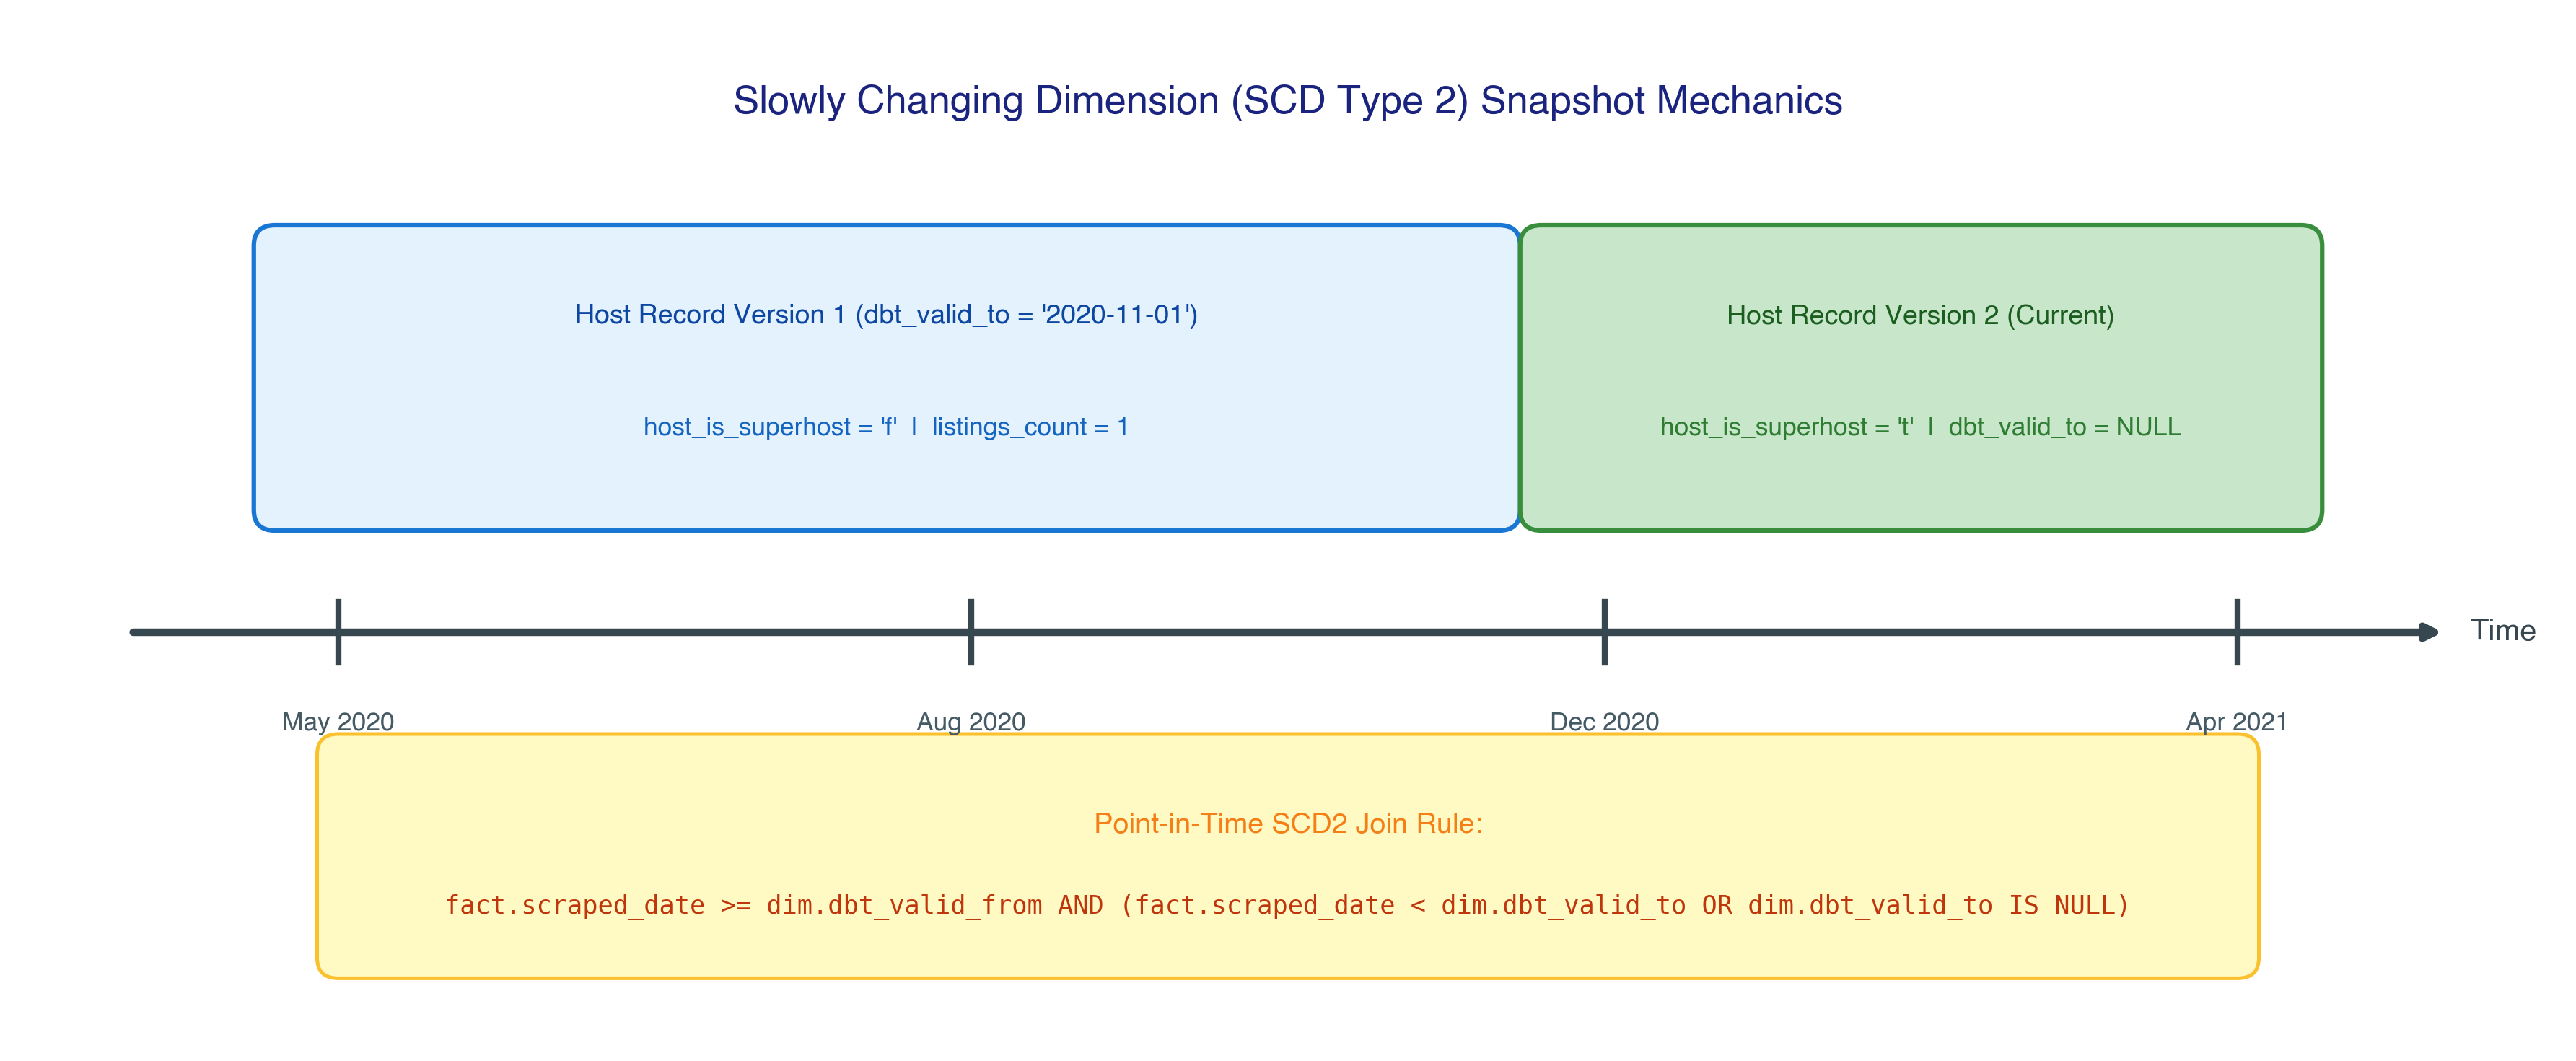 Slowly Changing Dimension (SCD Type 2) Snapshot Mechanics
Host Record Version 1 (dbt_valid_to = '2020-11-01')
host_is_superhost = 'f' | listings_count = 1
Host Record Version 2 (Current)
host_is_superhost = 't' | dbt_valid_to = NULL
Time
May 2020
Aug 2020
Dec 2020
Apr 2021
Point-in-Time SCD2 Join Rule:
fact.scraped_date >= dim.dbt_valid_from AND (fact.scraped_date < dim.dbt_valid_to OR dim.dbt_valid_to IS NULL)